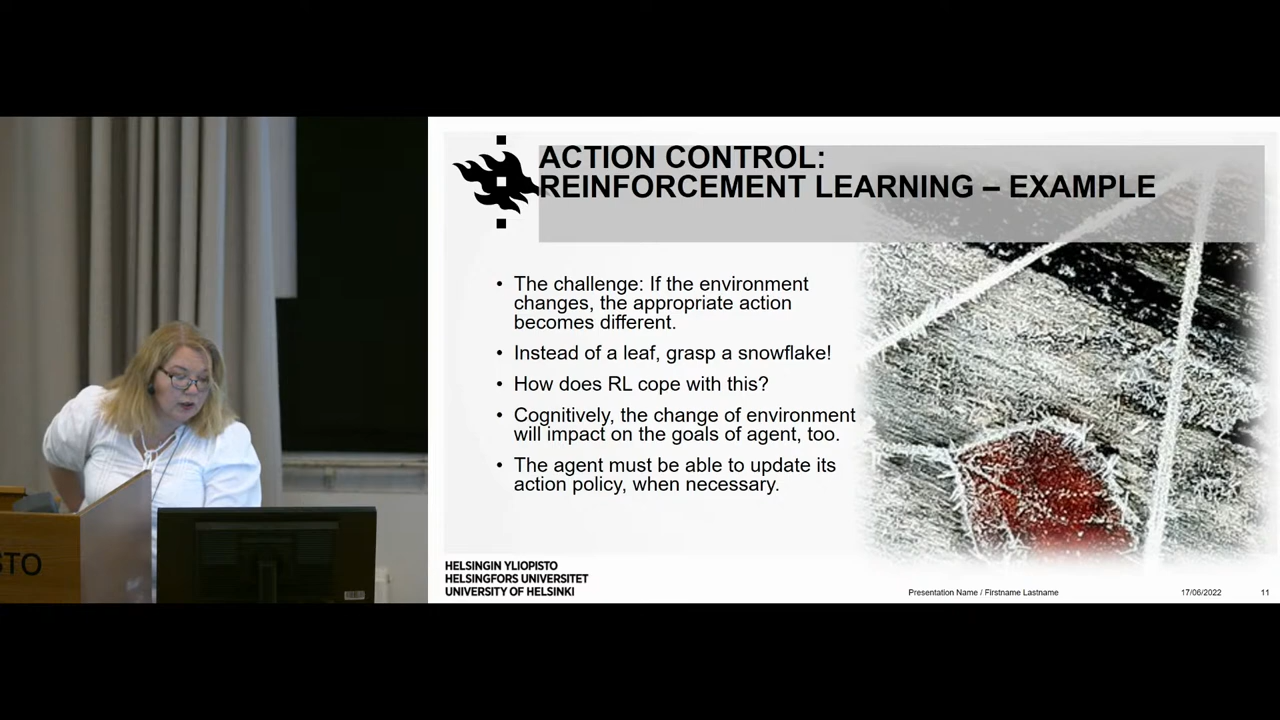 ACTION CONTROL:
REINFORCEMENT LEARNING – EXAMPLE
• The challenge: If the environment
changes, the appropriate action
becomes different.
• Instead of a leaf, grasp a snowflake!
• How does RL cope with this?
• Cognitively, the change of environment
will impact on the goals of agent, too.
• The agent must be able to update its
action policy, when necessary.
STO
HELSINGIN YLIOPISTO
HELSINGFORS UNIVERSITET
UNIVERSITY OF HELSINKI
Presentation Name / Firstname Lastname
17/06/2022
11